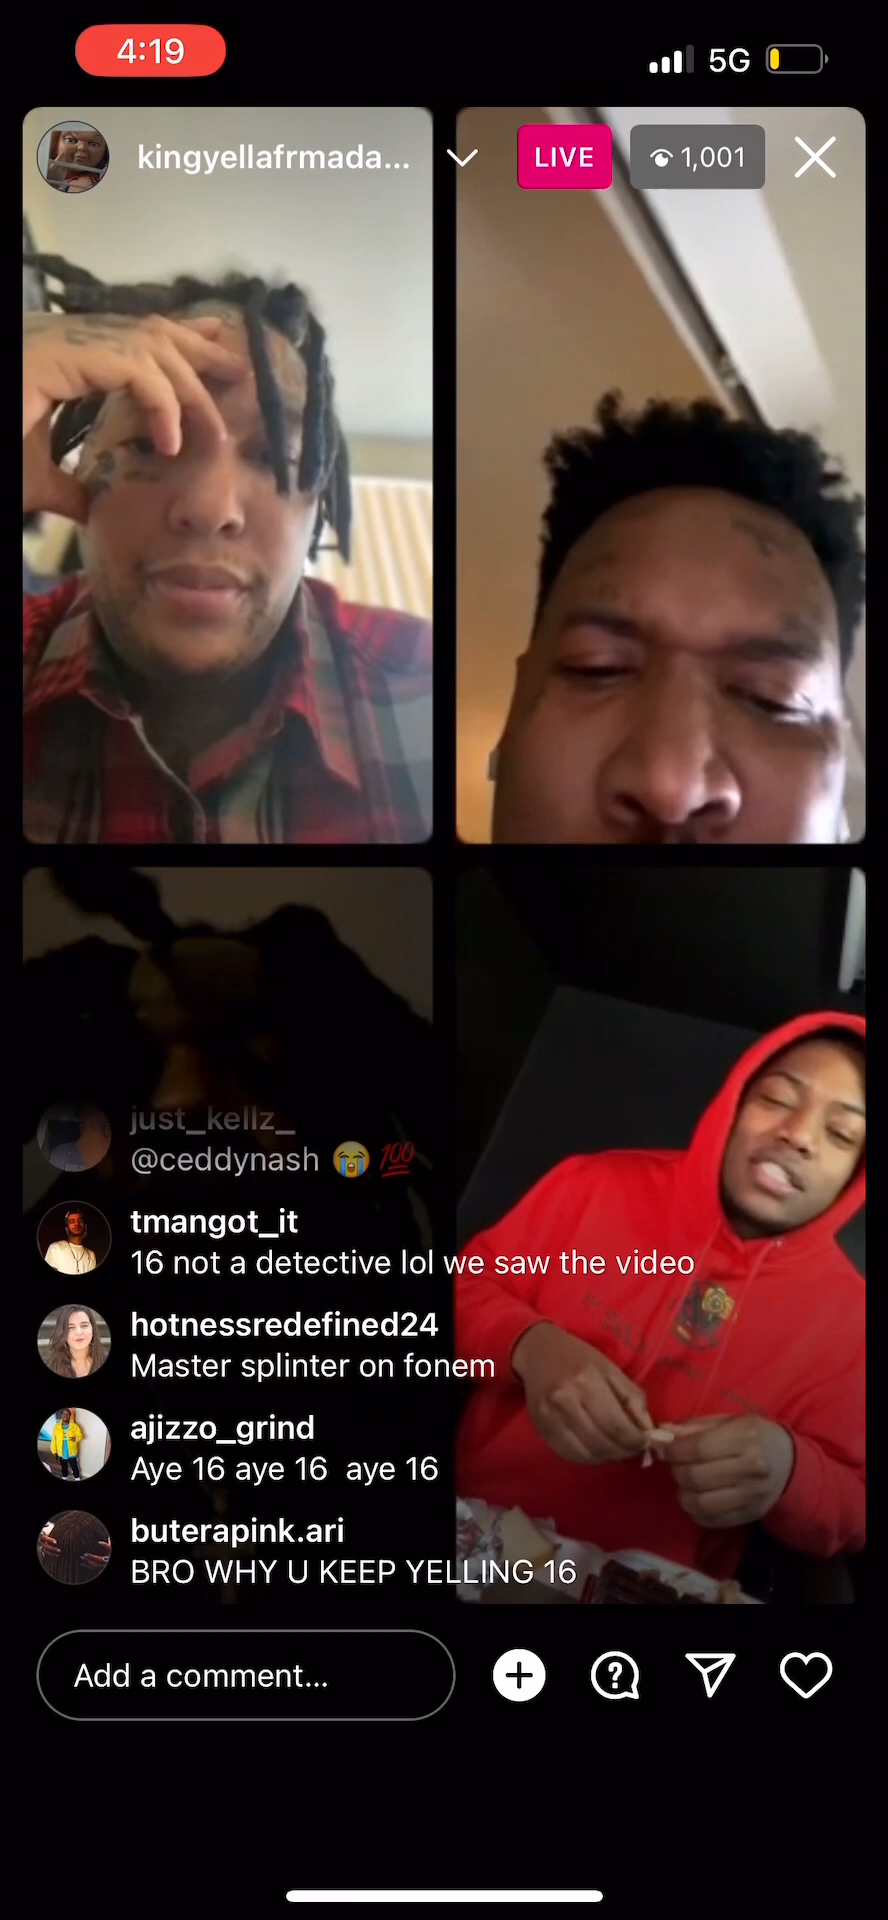 4:19
5G
kingyellafrmada...
LIVE
1,001
just_kellz_
@ceddynash 😭 💯
tmangot_it
16 not a detective lol we saw the video
hotnessredefined24
Master splinter on fonem
ajizzo_grind
Aye 16 aye 16  aye 16
buterapink.ari
BRO WHY U KEEP YELLING 16
Add a comment...